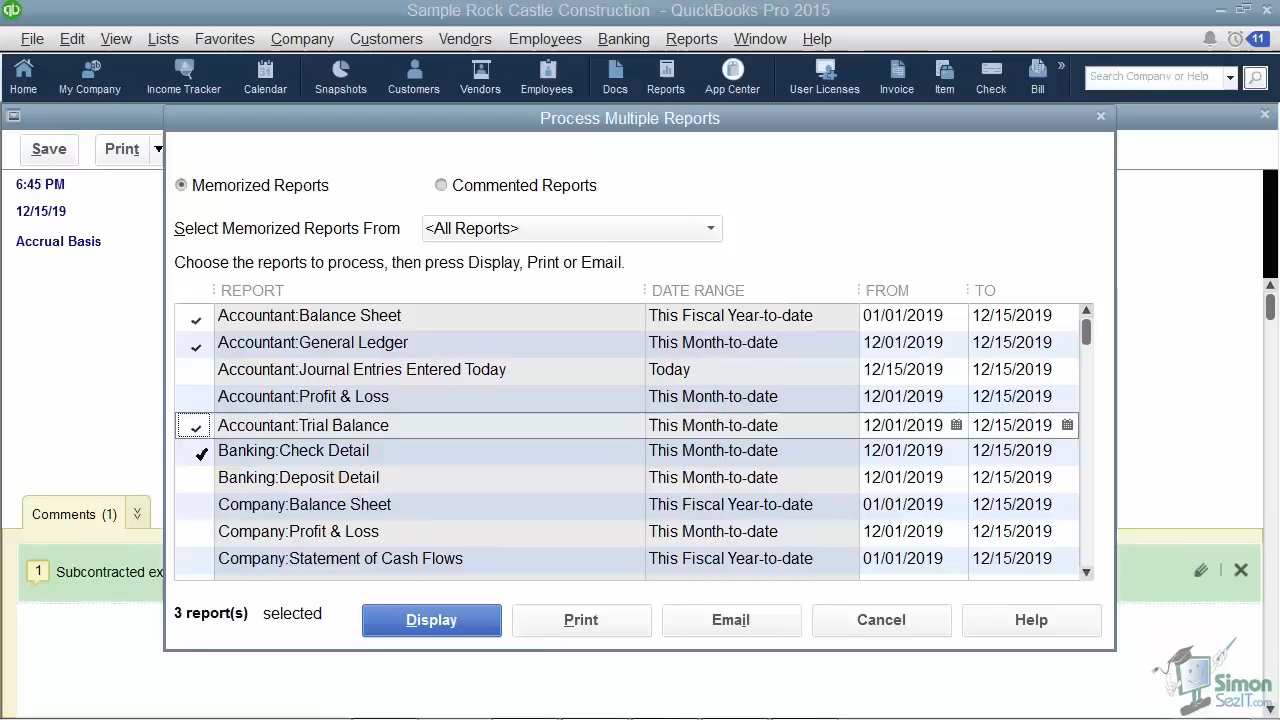 Sample Rock Castle Construction - QuickBooks Pro 2015
File Edit View Lists Favorites Company Customers Vendors Employees Banking Reports Window Help 11
Home My Company Income Tracker Calendar Snapshots Customers Vendors Employees Docs Reports App Center User Licenses Invoice Item Check Bill » Search Company or Help
Process Multiple Reports
Save Print
6:45 PM
12/15/19
Accrual Basis
Memorized Reports Commented Reports
Select Memorized Reports From <All Reports>
Choose the reports to process, then press Display, Print or Email.
REPORT DATE RANGE FROM TO
Accountant:Balance Sheet This Fiscal Year-to-date 01/01/2019 12/15/2019
Accountant:General Ledger This Month-to-date 12/01/2019 12/15/2019
Accountant:Journal Entries Entered Today Today 12/15/2019 12/15/2019
Accountant:Profit & Loss This Month-to-date 12/01/2019 12/15/2019
Accountant:Trial Balance This Month-to-date 12/01/2019 12/15/2019
Banking:Check Detail This Month-to-date 12/01/2019 12/15/2019
Banking:Deposit Detail This Month-to-date 12/01/2019 12/15/2019
Company:Balance Sheet This Fiscal Year-to-date 01/01/2019 12/15/2019
Company:Profit & Loss This Month-to-date 12/01/2019 12/15/2019
Company:Statement of Cash Flows This Fiscal Year-to-date 01/01/2019 12/15/2019
Comments (1)
1 Subcontracted ex
3 report(s) selected Display Print Email Cancel Help
Simon
SezIT.com